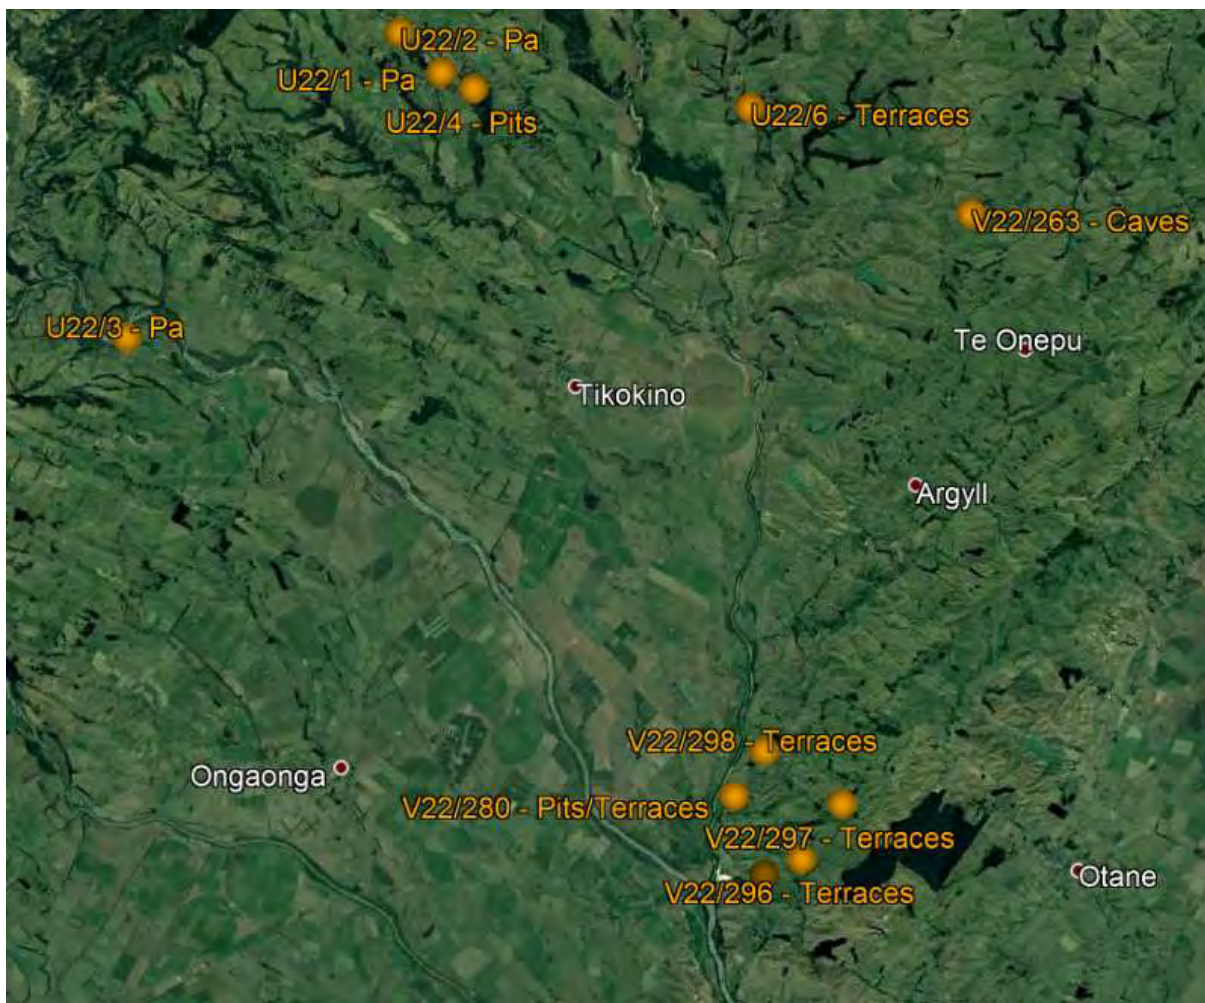 U22/2 - Pa
U22/1 - Pa
U22/4 - Pits
U22/6 - Terraces
V22/263 - Caves
U22/3 - Pa
Te Onepu
Tikokino
Argyll
V22/298 - Terraces
Ongaonga
V22/280 - Pits/Terraces
V22/297 - Terraces
Otane
V22/296 - Terraces